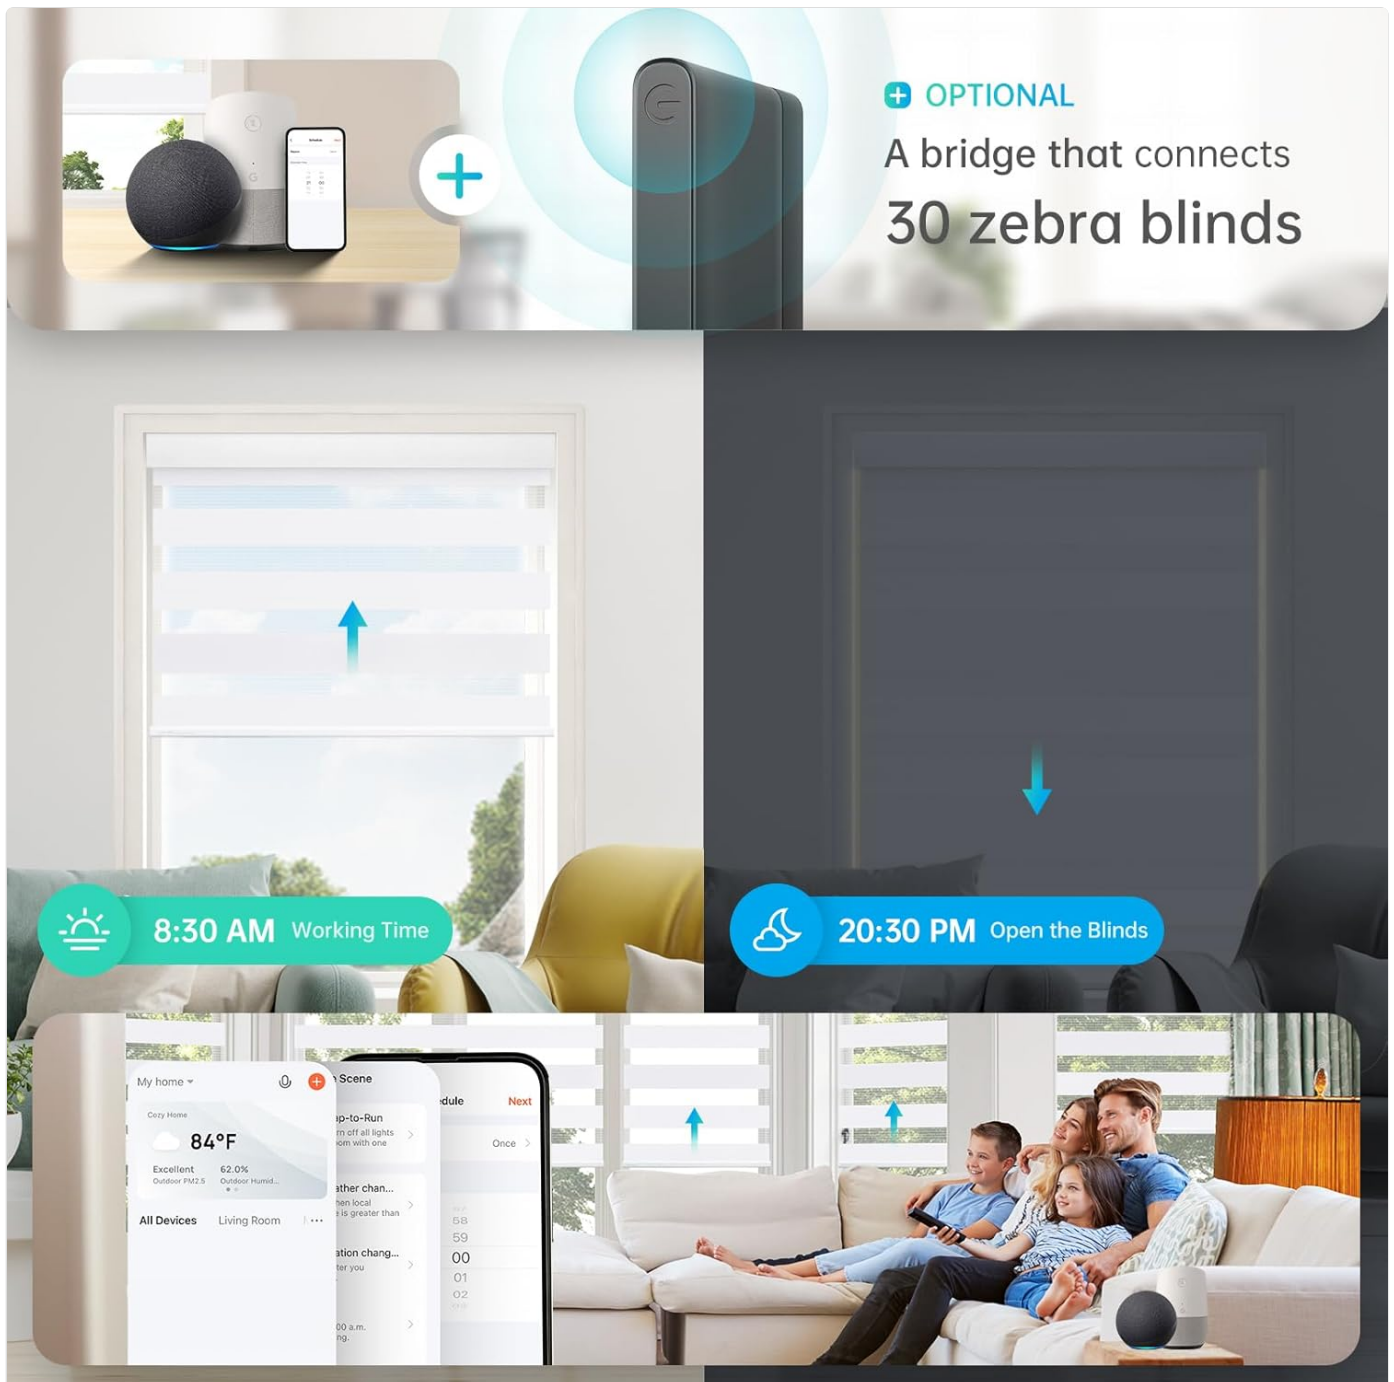 OPTIONAL
A bridge that connects
30 zebra blinds
G
8:30 AM Working Time
20:30 PM Open the Blinds
My home
Scene
Next
Cozy Home
84°F
Once
Excellent
62.0%
Outdoor PM2.5
Outdoor Humid...
All Devices
Living Room
58
59
00
01
02